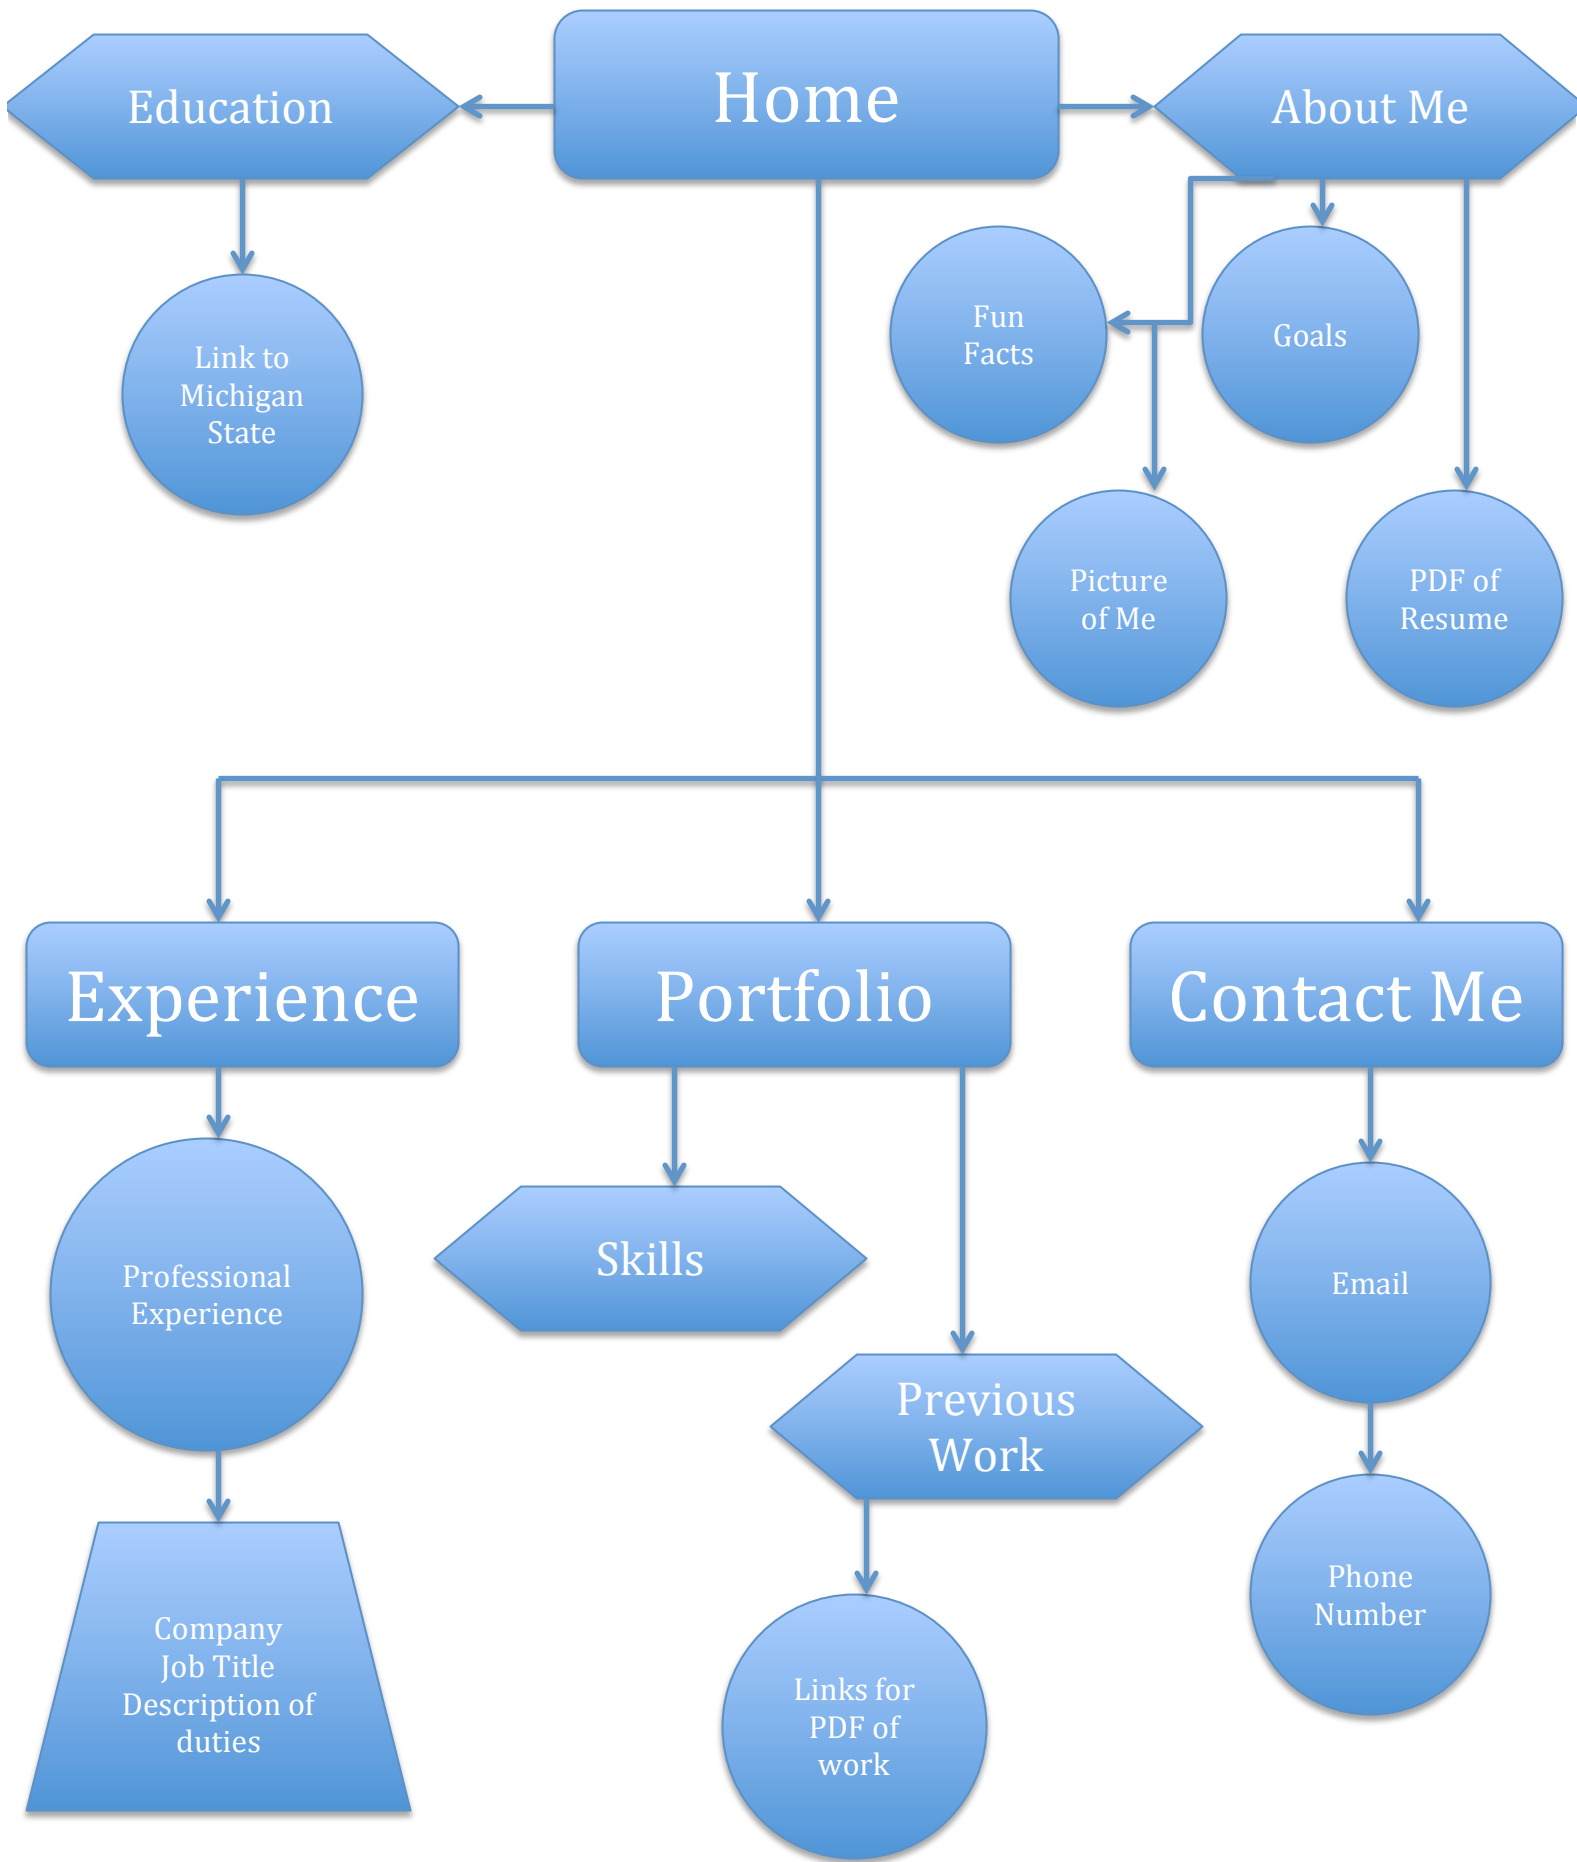 Education
Home
About Me
Link to
Michigan
State
Fun
Facts
Goals
Picture
of Me
PDF of
Resume
Experience
Portfolio
Contact Me
Professional
Experience
Skills
Email
Previous
Work
Phone
Number
Company
Job Title
Description of
duties
Links for
PDF of
work